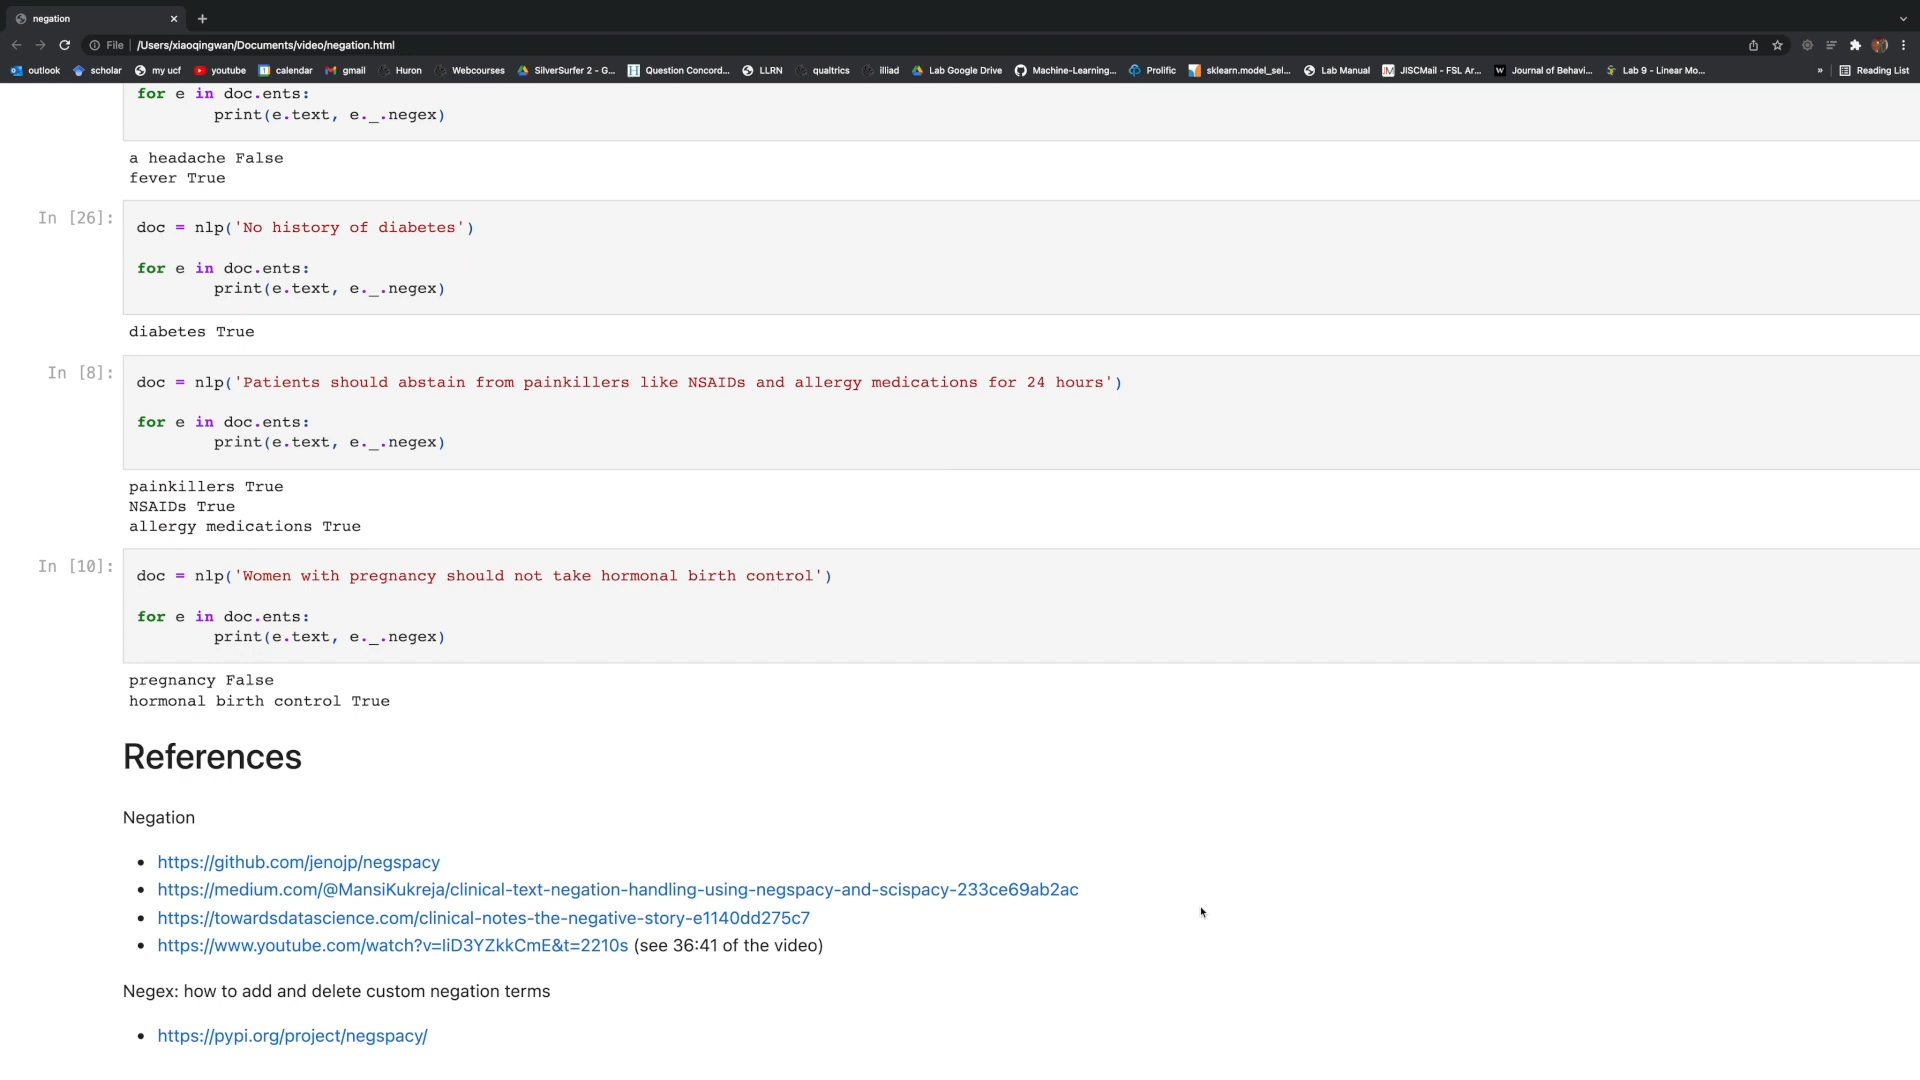 negation
File
/Users/xiaoqingwan/Documents/video/negation.html
outlook scholar my ucf youtube calendar gmail Huron Webcourses SilverSurfer 2 - G... Question Concord... LLRN qualtrics illiad Lab Google Drive Machine-Learning... Prolific sklearn.model_sel... Lab Manual JISCMail - FSL Ar... Journal of Behavi... Lab 9 - Linear Mo... » Reading List
for e in doc.ents:
print(e.text, e._.negex)
a headache False
fever True
In [26]:
doc = nlp('No history of diabetes')
for e in doc.ents:
print(e.text, e._.negex)
diabetes True
In [8]:
doc = nlp('Patients should abstain from painkillers like NSAIDs and allergy medications for 24 hours')
for e in doc.ents:
print(e.text, e._.negex)
painkillers True
NSAIDs True
allergy medications True
In [10]:
doc = nlp('Women with pregnancy should not take hormonal birth control')
for e in doc.ents:
print(e.text, e._.negex)
pregnancy False
hormonal birth control True
References
Negation
• https://github.com/jenojp/negspacy
• https://medium.com/@MansiKukreja/clinical-text-negation-handling-using-negspacy-and-scispacy-233ce69ab2ac
• https://towardsdatascience.com/clinical-notes-the-negative-story-e1140dd275c7
• https://www.youtube.com/watch?v=IiD3YZkkCmE&t=2210s (see 36:41 of the video)
Negex: how to add and delete custom negation terms
• https://pypi.org/project/negspacy/